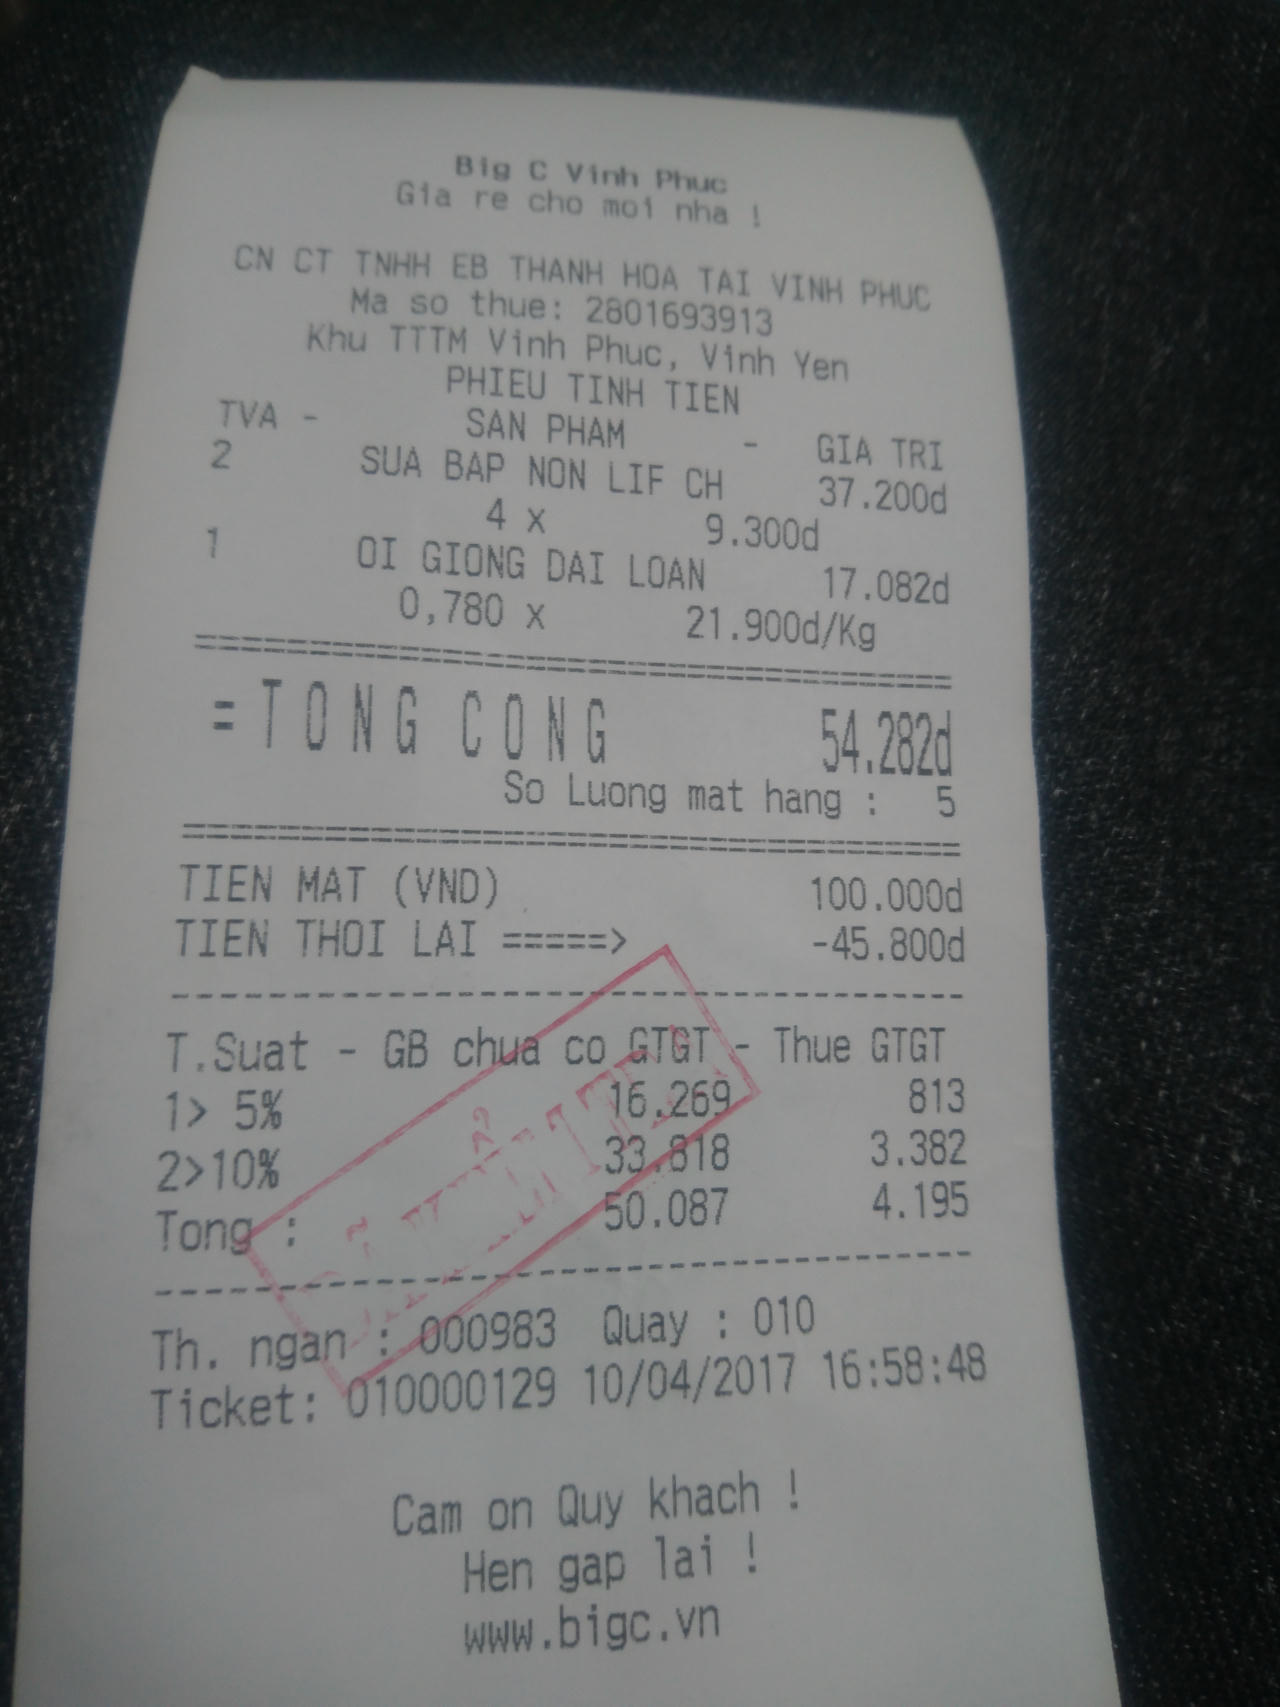 Big C Vinh Phuc
Gia re cho moi nha !
CN CT TNHH EB THANH HOA TAI VINH PHUC
Ma so thue: 2801693913
Khu TTTM Vinh Phuc, Vinh Yen
PHIEU TINH TIEN
TVA - SAN PHAM - GIA TRI
2 SUA BAP NON LIF CH 37.200d
4 x 9.300d
1 OI GIONG DAI LOAN 17.082d
0,780 x 21.900d/Kg
=TONG CONG 54.282d
So Luong mat hang : 5
TIEN MAT (VND) 100.000d
TIEN THOI LAI =====> -45.800d
T.Suat - GB chua co GTGT - Thue GTGT
1> 5% 16.269 813
2>10% 33.818 3.382
Tong : 50.087 4.195
Th. ngan : 000983 Quay : 010
Ticket: 010000129 10/04/2017 16:58:48
Cam on Quy khach !
Hen gap lai !
www.bigc.vn